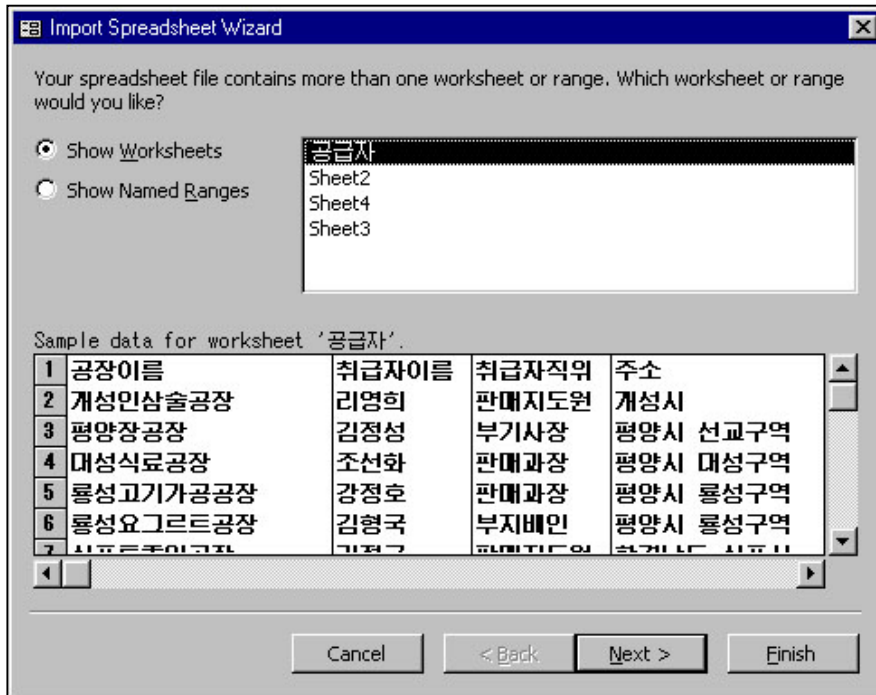 Import Spreadsheet Wizard
Your spreadsheet file contains more than one worksheet or range. Which worksheet or range
would you like?
Show Worksheets
Show Named Ranges
공급자
Sheet2
Sheet4
Sheet3
Sample data for worksheet '공급자'.
1 공장이름 취급자이름 취급자직위 주소
2 개성인삼술공장 리영희 판매지도원 개성시
3 평양장공장 김정성 부기사장 평양시 선교구역
4 대성식료공장 조선화 판매과장 평양시 대성구역
5 룡성고기가공공장 강정호 판매과장 평양시 룡성구역
6 룡성요그르트공장 김형국 부지배인 평양시 룡성구역
7
Cancel < Back Next > Finish